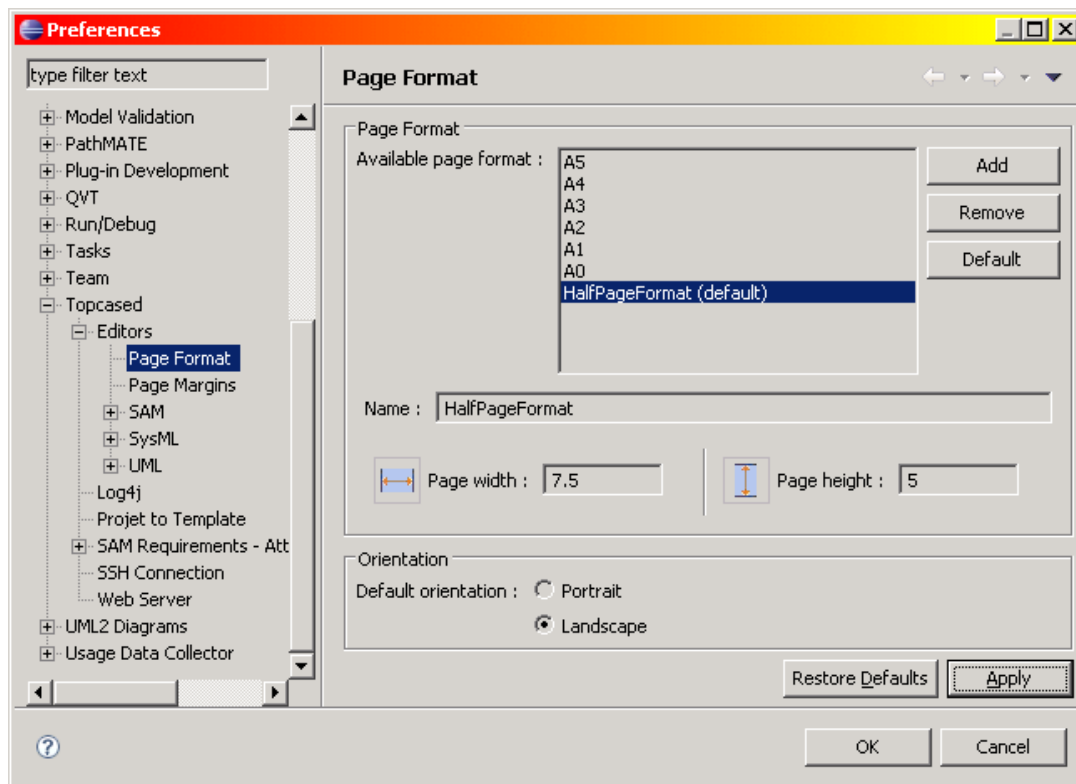 Preferences
type filter text
Model Validation
PathMATE
Plug-in Development
QVT
Run/Debug
Tasks
Team
Topcased
Editors
Page Format
Page Margins
SAM
SysML
UML
Log4j
Projet to Template
SAM Requirements - Att
SSH Connection
Web Server
UML2 Diagrams
Usage Data Collector
Page Format
Page Format
Available page format :
A5
A4
A3
A2
A1
A0
HalfPageFormat (default)
Add
Remove
Default
Name : HalfPageFormat
Page width : 7.5 Page height : 5
Orientation
Default orientation : Portrait
Landscape
Restore Defaults Apply
OK Cancel